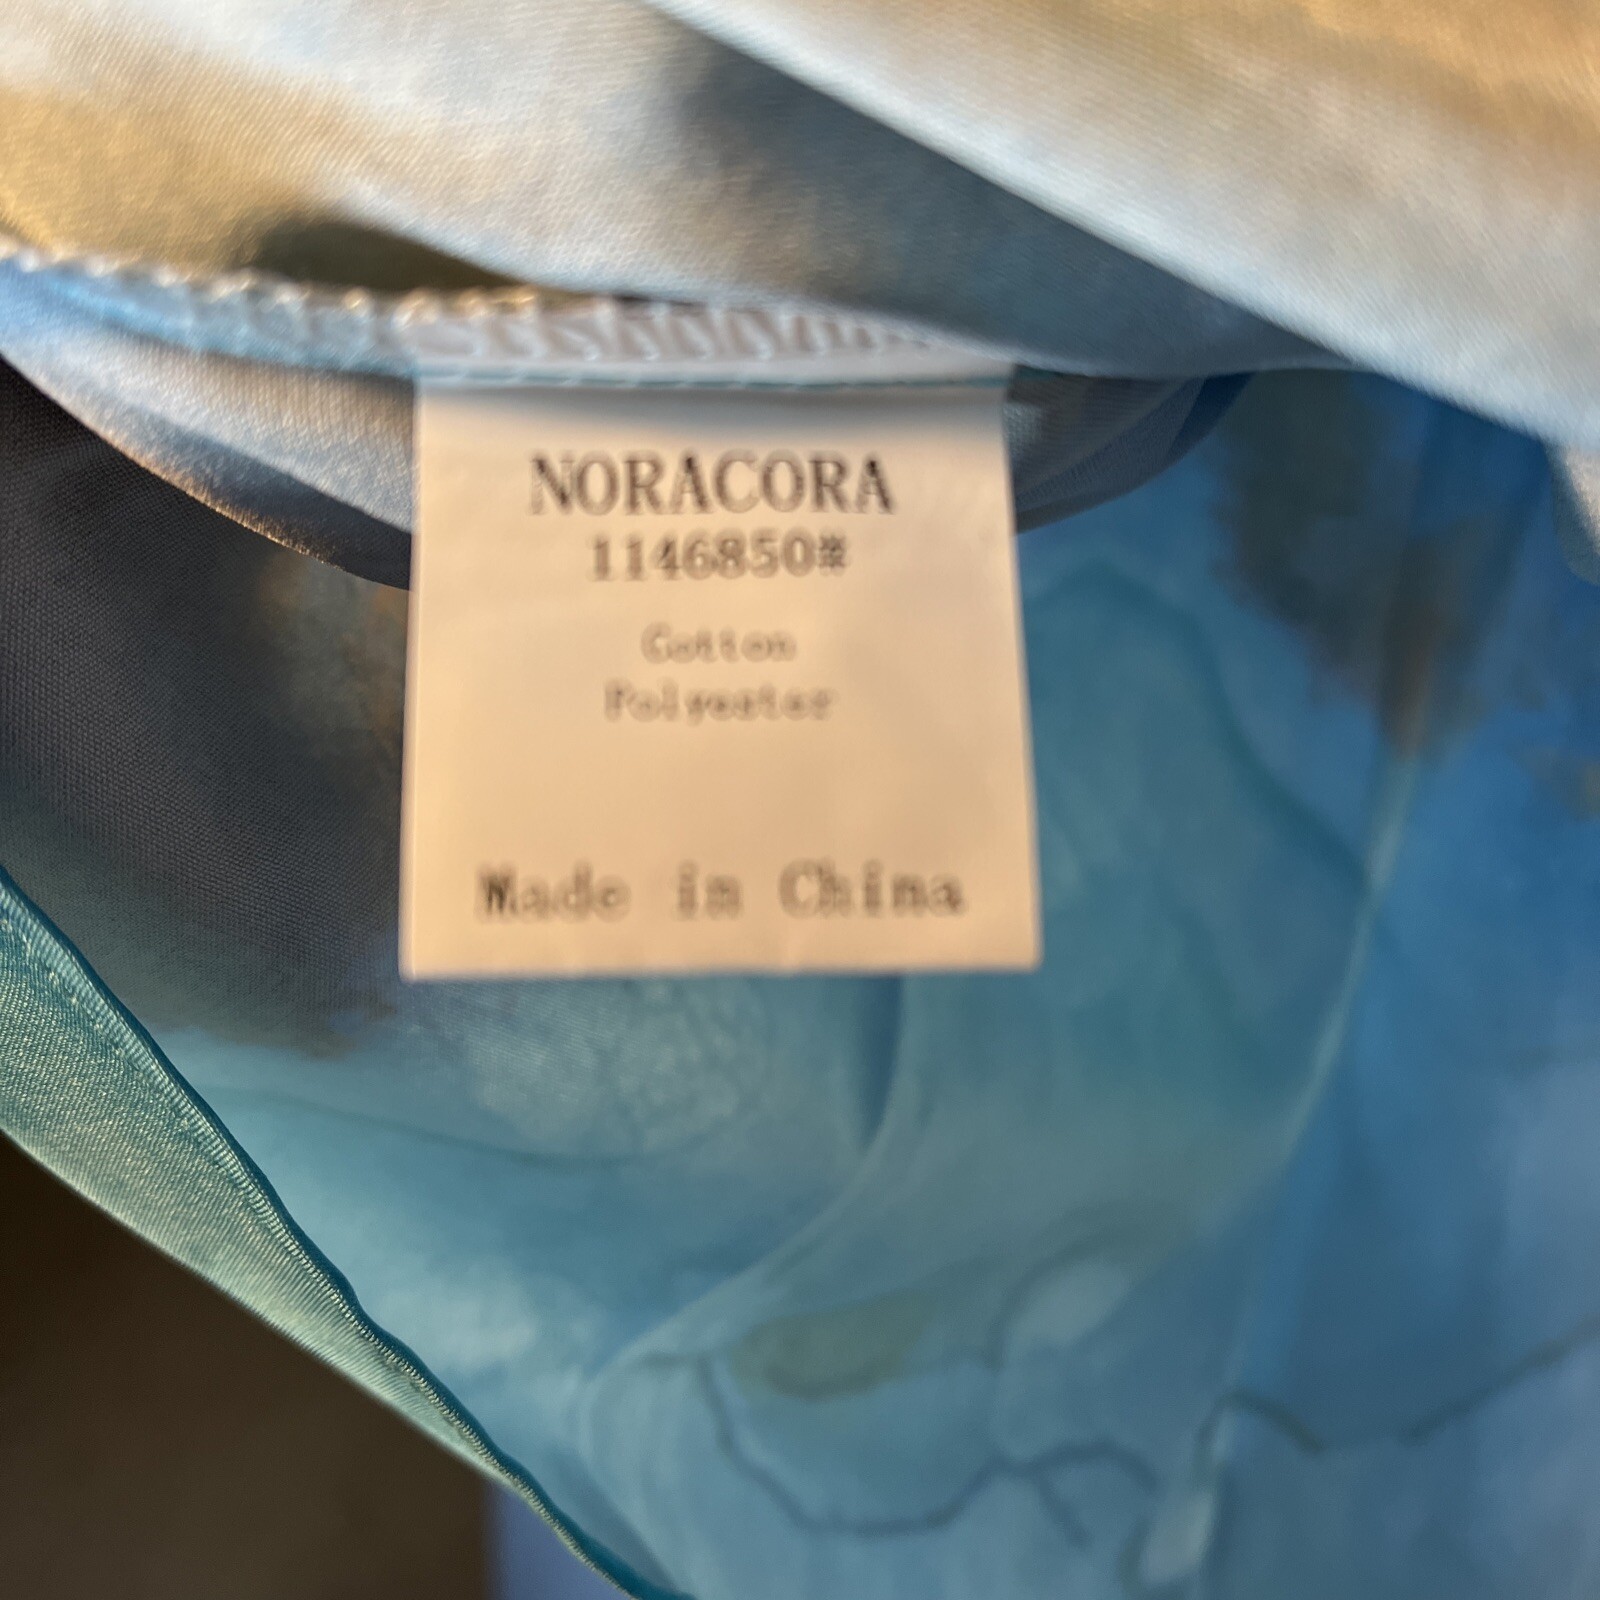 NORACORA
1146850#
Cotton
Polyester
Made in China